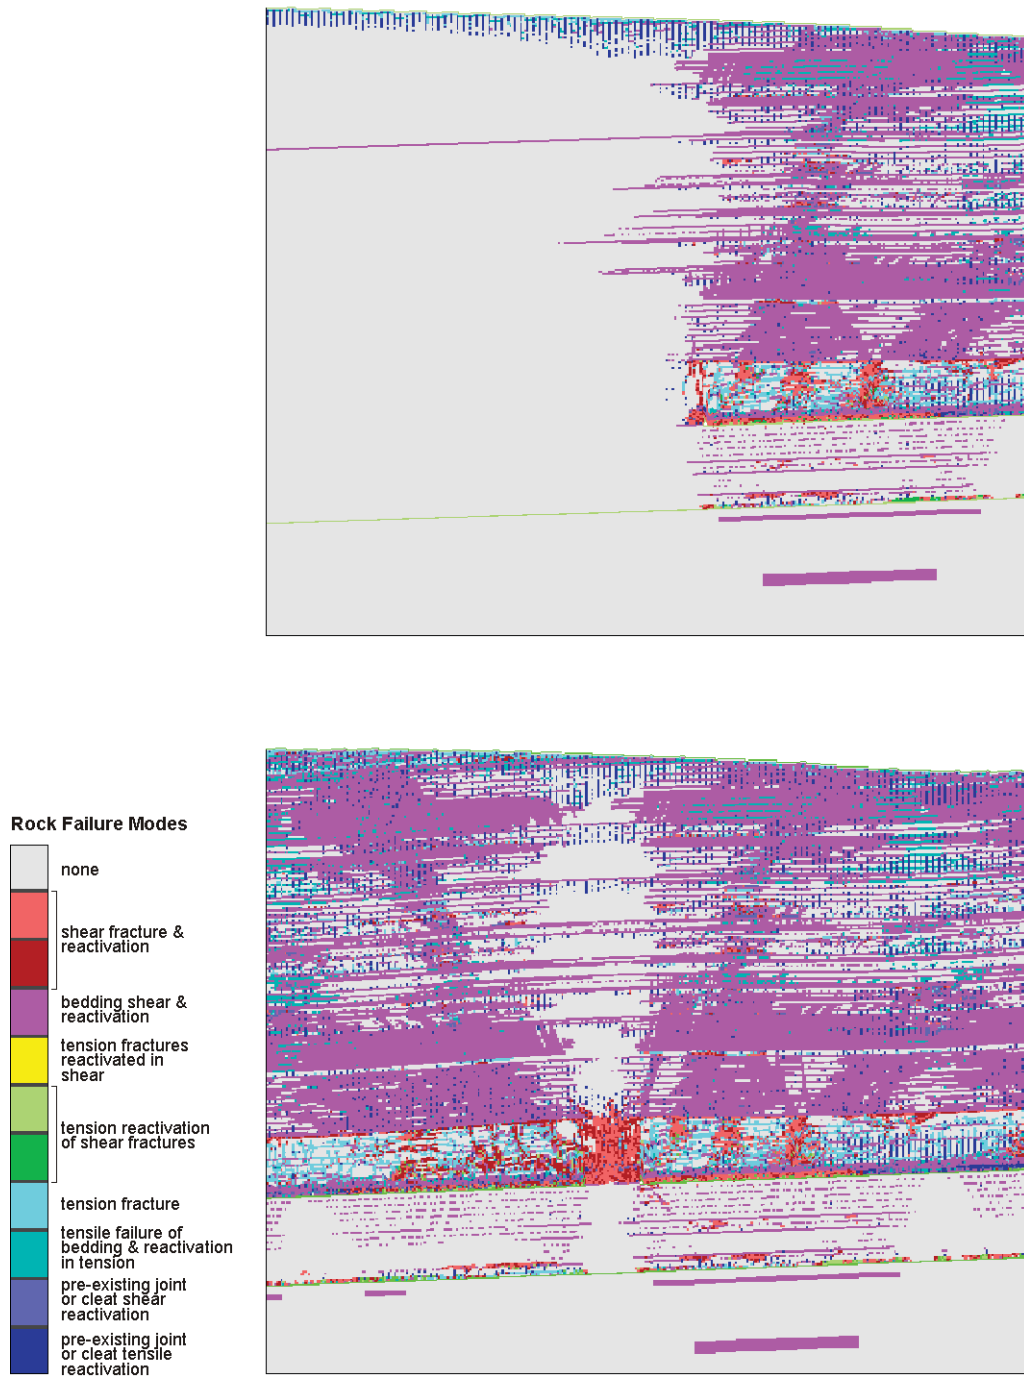 Rock Failure Modes
none
shear fracture &
reactivation
bedding shear &
reactivation
tension fractures
reactivated in
shear
tension reactivation
of shear fractures
tension fracture
tensile failure of
bedding & reactivation
in tension
pre-existing joint
or cleat shear
reactivation
pre-existing joint
or cleat tensile
reactivation